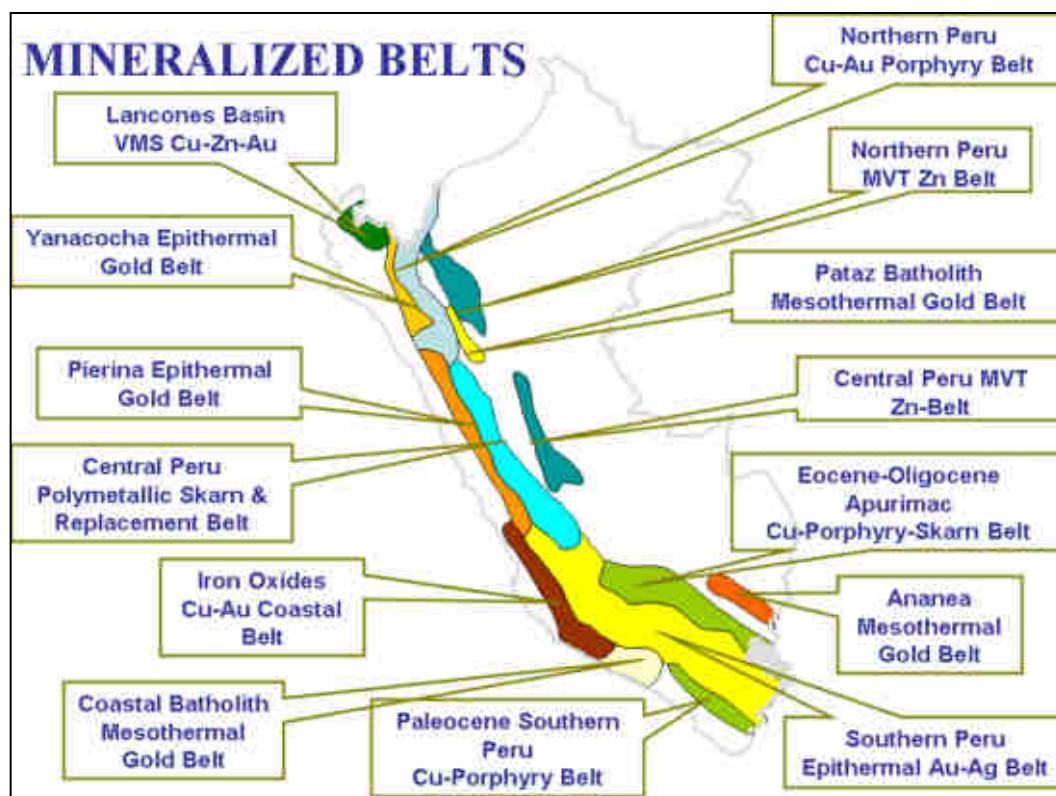 MINERALIZED BELTS
Northern Peru
Cu-Au Porphyry Belt
Lancones Basin
VMS Cu-Zn-Au
Northern Peru
MVT Zn Belt
Yanacocha Epithermal
Gold Belt
Pataz Batholith
Mesothermal Gold Belt
Pierina Epithermal
Gold Belt
Central Peru MVT
Zn-Belt
Central Peru
Polymetallic Skarn &
Replacement Belt
Eocene-Oligocene
Apurimac
Cu-Porphyry-Skarn Belt
Iron Oxides
Cu-Au Coastal
Belt
Ananea
Mesothermal
Gold Belt
Coastal Batholith
Mesothermal
Gold Belt
Paleocene Southern
Peru
Cu-Porphyry Belt
Southern Peru
Epithermal Au-Ag Belt